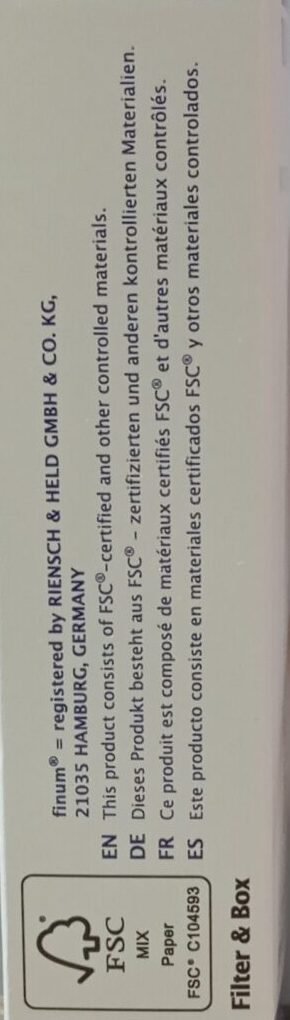 finum® = registered by RIENSCH & HELD GMBH & CO. KG,
21035 HAMBURG, GERMANY
EN This product consists of FSC®-certified and other controlled materials.
DE Dieses Produkt besteht aus FSC® – zertifizierten und anderen kontrollierten Materialien.
FR Ce produit est composé de matériaux certifiés FSC® et d'autres matériaux contrôlés.
ES Este producto consiste en materiales certificados FSC® y otros materiales controlados.
FSC
MIX
Paper
FSC® C104593
Filter & Box